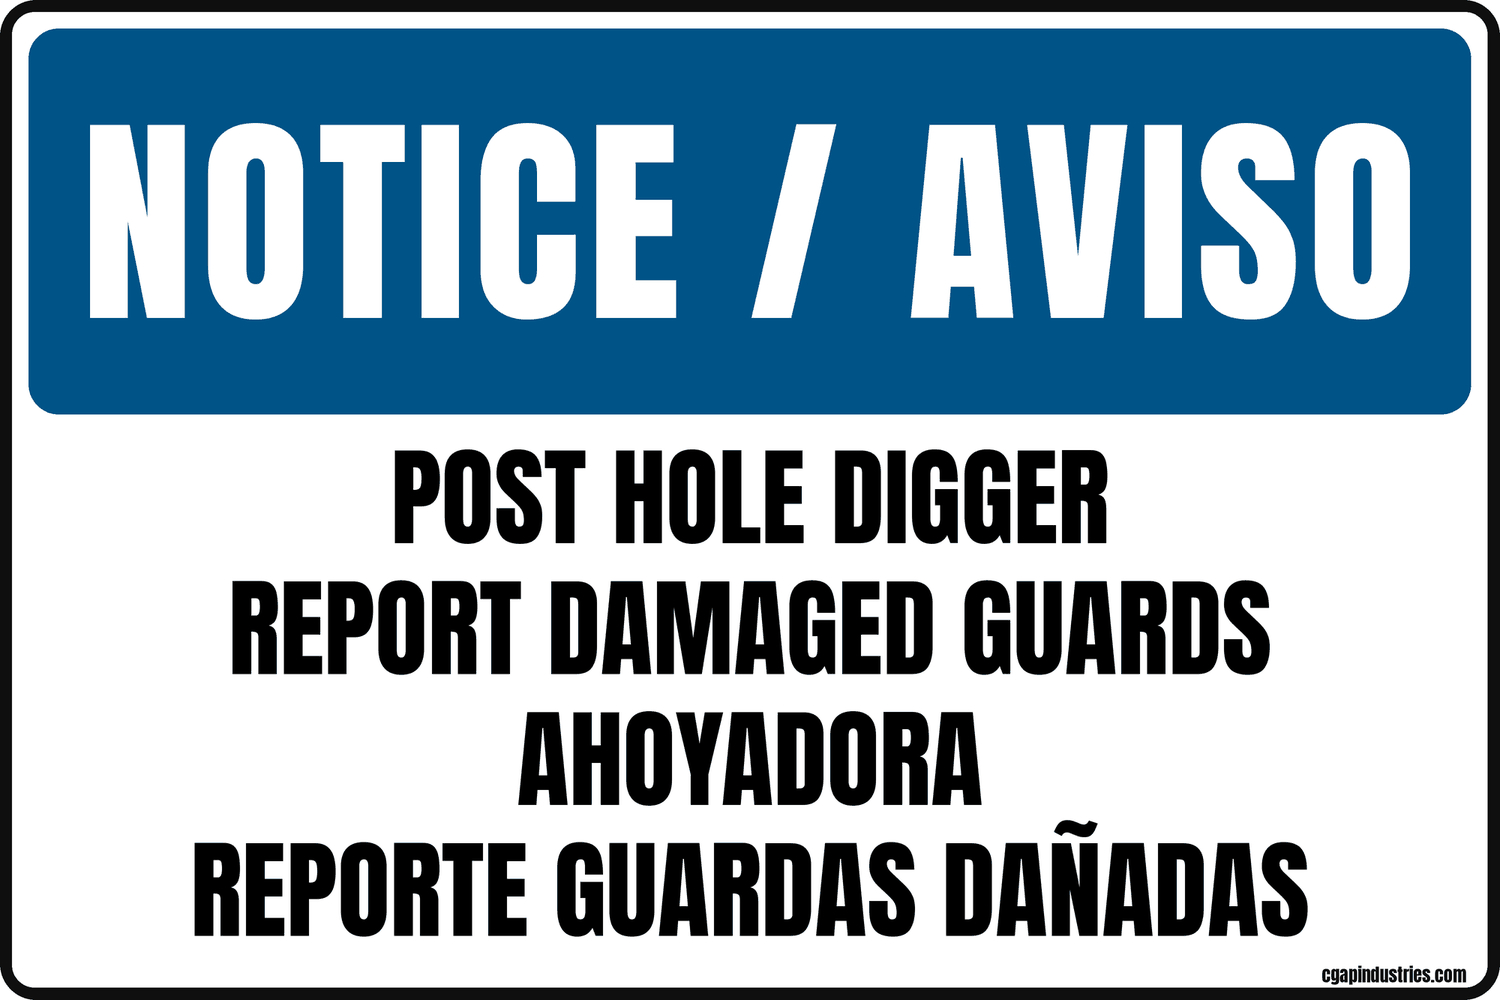 NOTICE / AVISO
POST HOLE DIGGER
REPORT DAMAGED GUARDS
AHOYADORA
REPORTE GUARDAS DAÑADAS
cgapindustries.com